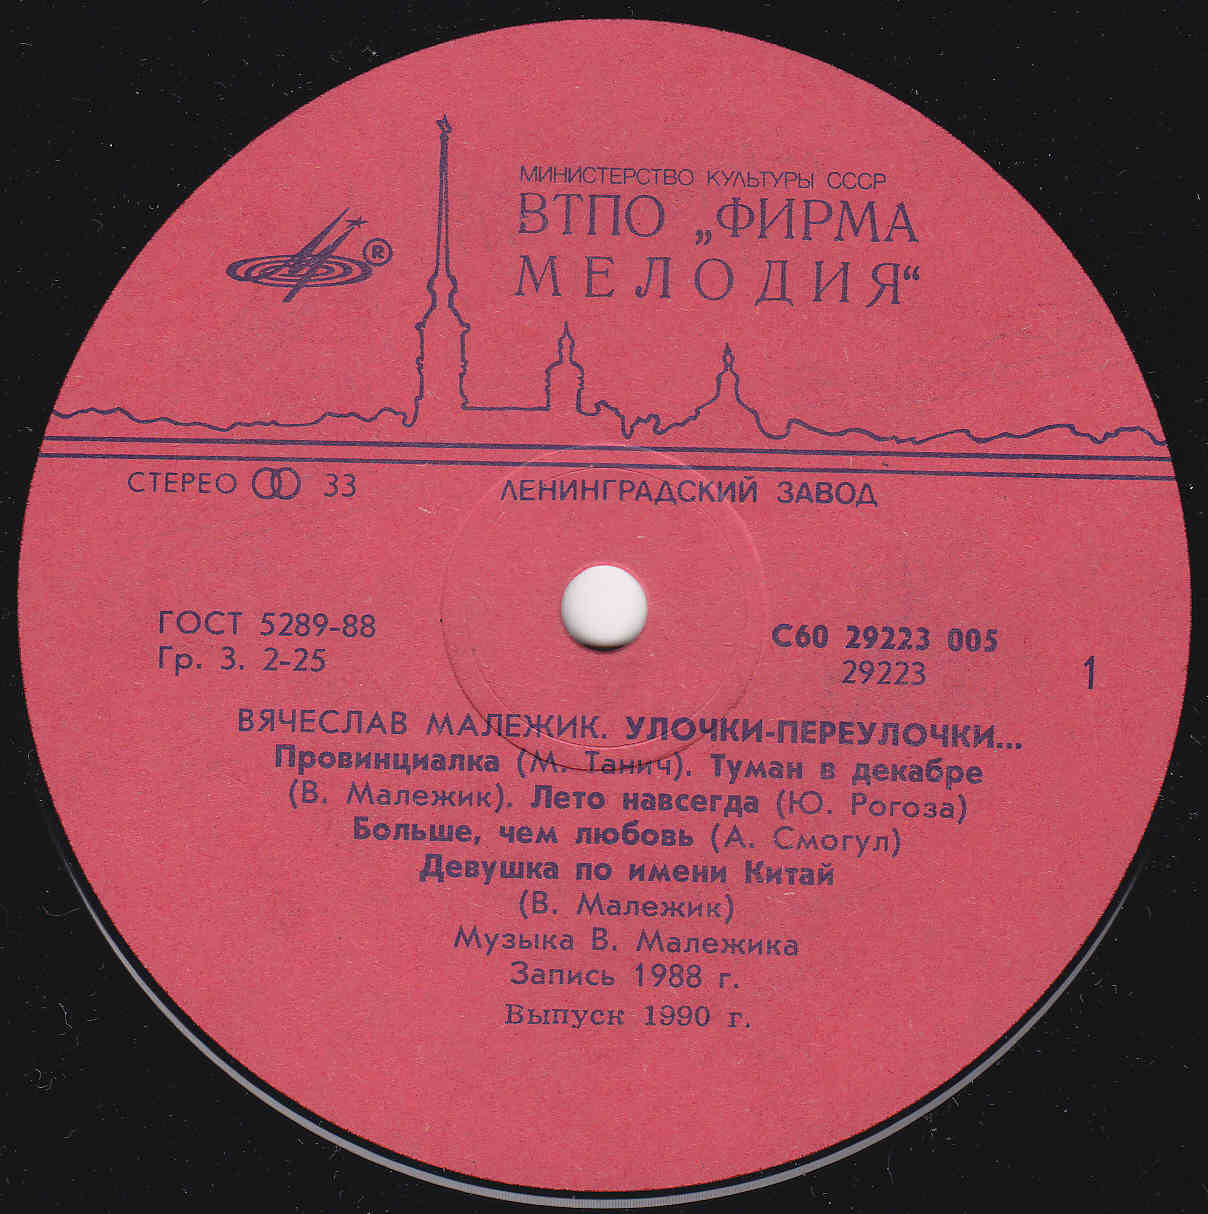 МИНИСТЕРСТВО КУЛЬТУРЫ СССР
ВТПО „ФИРМА
МЕЛОДИЯ“
®
СТЕРЕО 33
ЛЕНИНГРАДСКИЙ ЗАВОД
ГОСТ 5289-88
Гр. 3. 2-25
С60 29223 005
29223
1
ВЯЧЕСЛАВ МАЛЕЖИК. УЛОЧКИ-ПЕРЕУЛОЧКИ...
Провинциалка (М. Танич). Туман в декабре
(В. Малежик). Лето навсегда (Ю. Рогоза)
Больше, чем любовь (А. Смогул)
Девушка по имени Китай
(В. Малежик)
Музыка В. Малежика
Запись 1988 г.
Выпуск 1990 г.